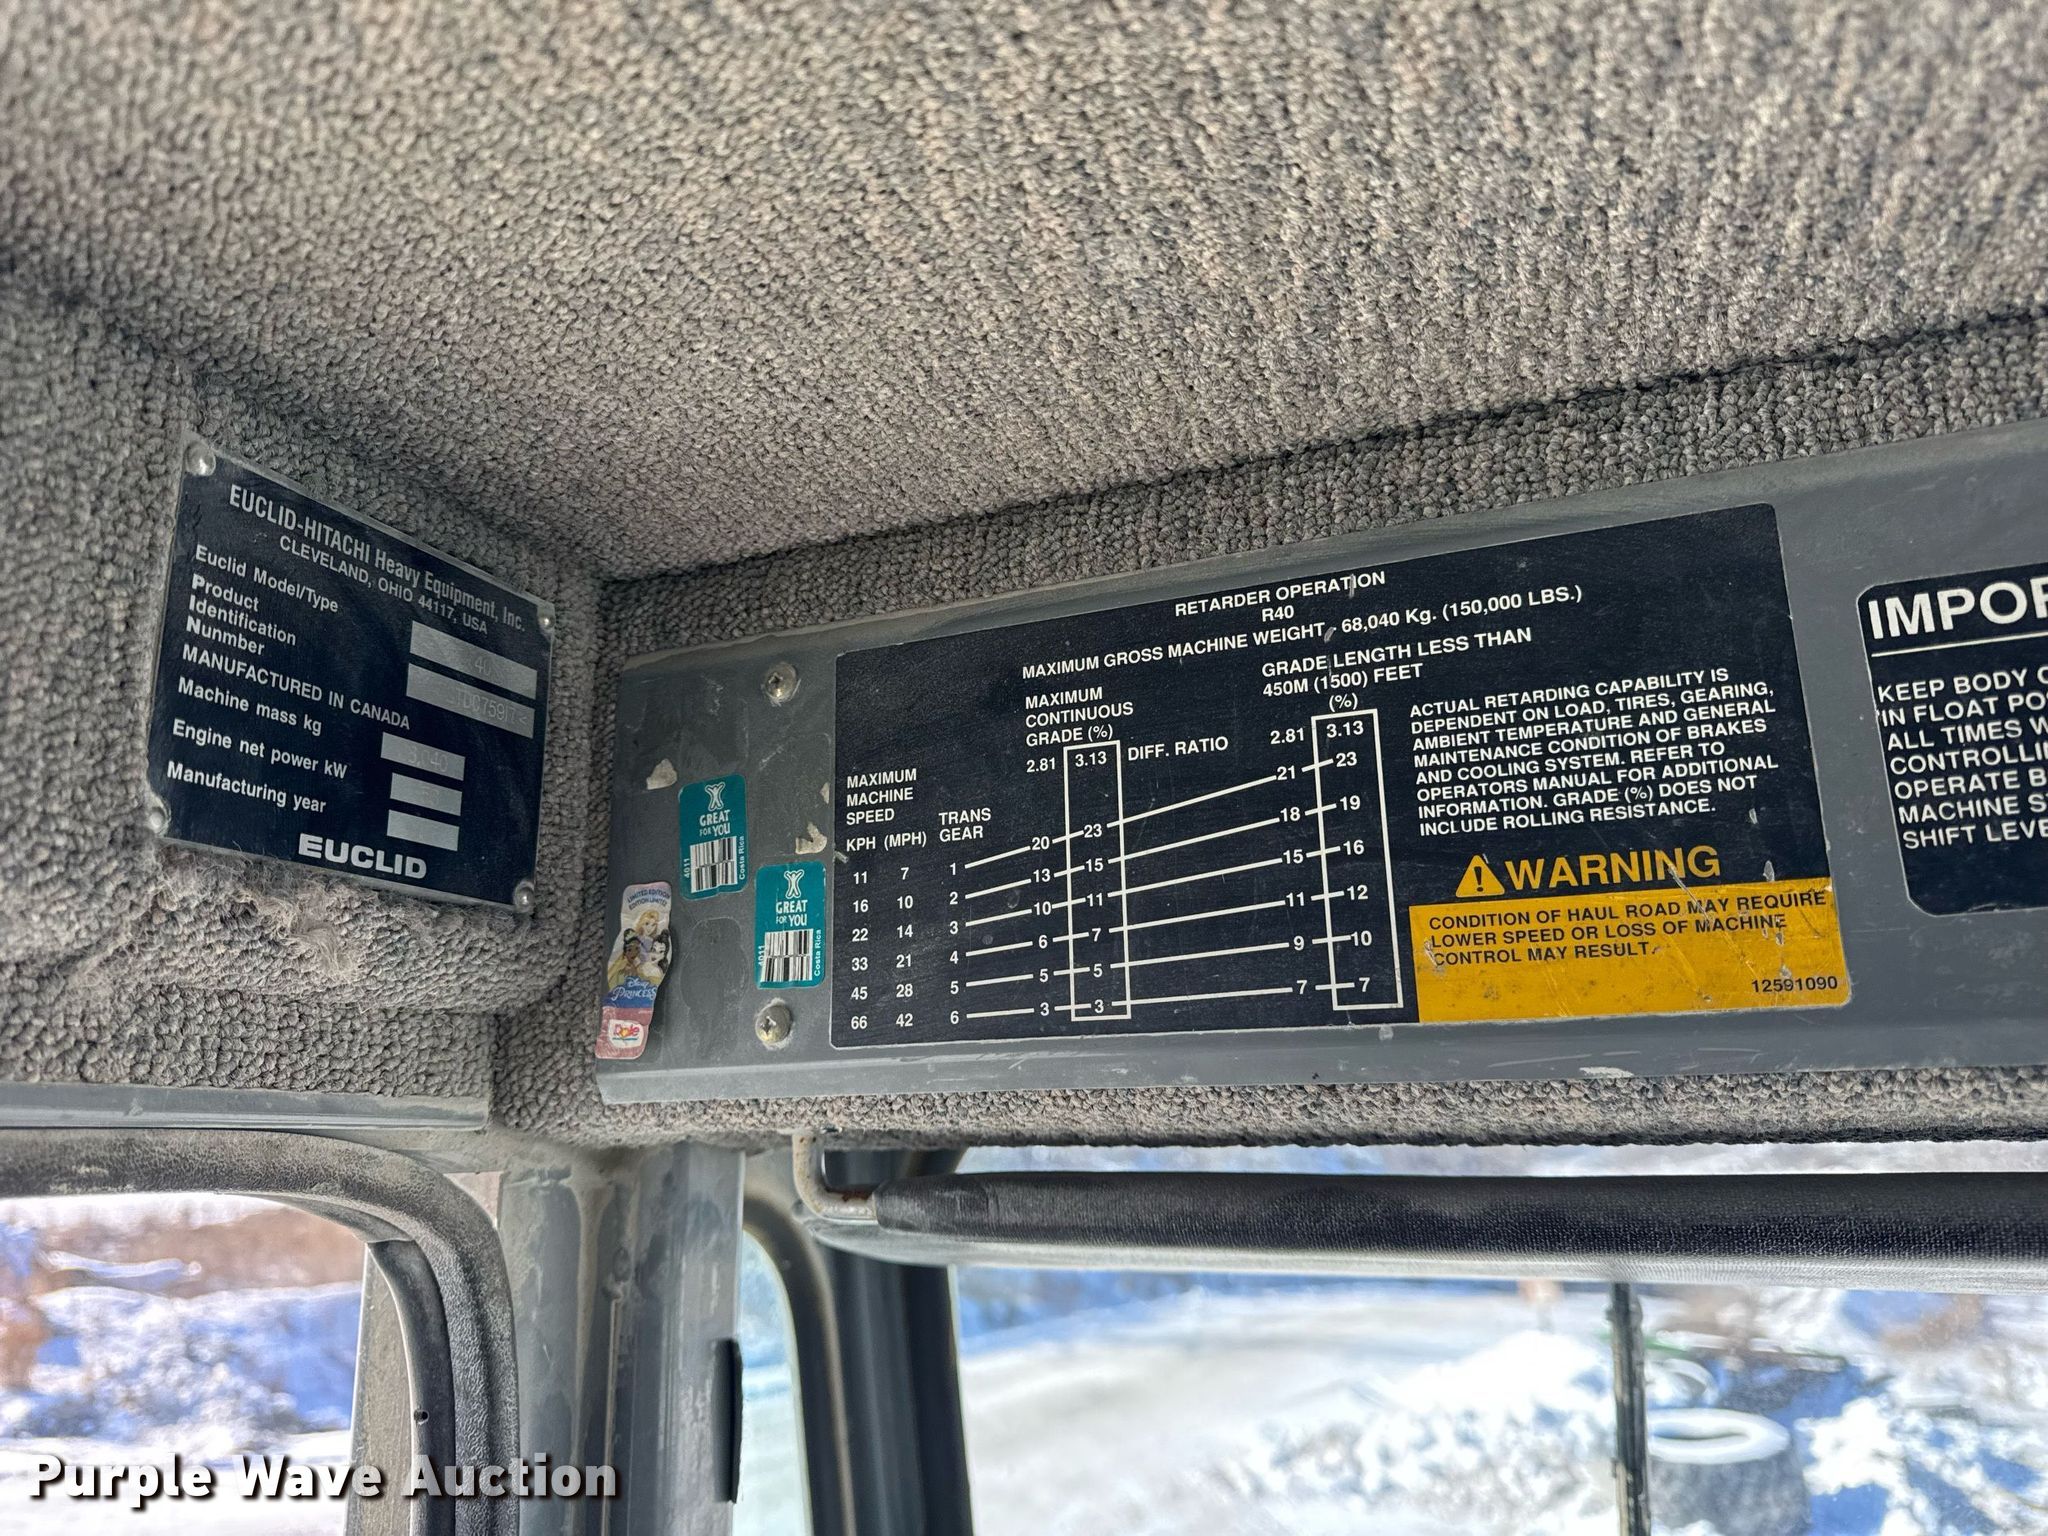 EUCLID-HITACHI Heavy Equipment, Inc.
CLEVELAND, OHIO 44117, USA
Euclid Model/Type
Product
Identification
Nunmber
MANUFACTURED IN CANADA
Machine mass kg
Engine net power kW
Manufacturing year
EUCLID
GREAT
FOR YOU
4011
Costa Rica
GREAT
FOR YOU
4011
Costa Rica
LIMITED EDITION
Disney
PRINCESS
Dole
RETARDER OPERATION
R40
MAXIMUM GROSS MACHINE WEIGHT - 68,040 Kg. (150,000 LBS.)
MAXIMUM
CONTINUOUS
GRADE (%)
GRADE LENGTH LESS THAN
450M (1500) FEET
(%)
2.81 3.13 DIFF. RATIO 2.81 3.13
MAXIMUM
MACHINE
SPEED
KPH (MPH)
TRANS
GEAR
11 7 1 20 23 21 23
16 10 2 13 15 18 19
22 14 3 10 11 15 16
33 21 4 6 7 11 12
45 28 5 5 5 9 10
66 42 6 3 3 7 7
ACTUAL RETARDING CAPABILITY IS
DEPENDENT ON LOAD, TIRES, GEARING,
AMBIENT TEMPERATURE AND GENERAL
MAINTENANCE CONDITION OF BRAKES
AND COOLING SYSTEM. REFER TO
OPERATORS MANUAL FOR ADDITIONAL
INFORMATION. GRADE (%) DOES NOT
INCLUDE ROLLING RESISTANCE.
WARNING
CONDITION OF HAUL ROAD MAY REQUIRE
LOWER SPEED OR LOSS OF MACHINE
CONTROL MAY RESULT.
12591090
IMPOR
KEEP BODY
IN FLOAT PO
ALL TIMES W
CONTROLLI
OPERATE B
MACHINE S
SHIFT LEVE
Purple Wave Auction